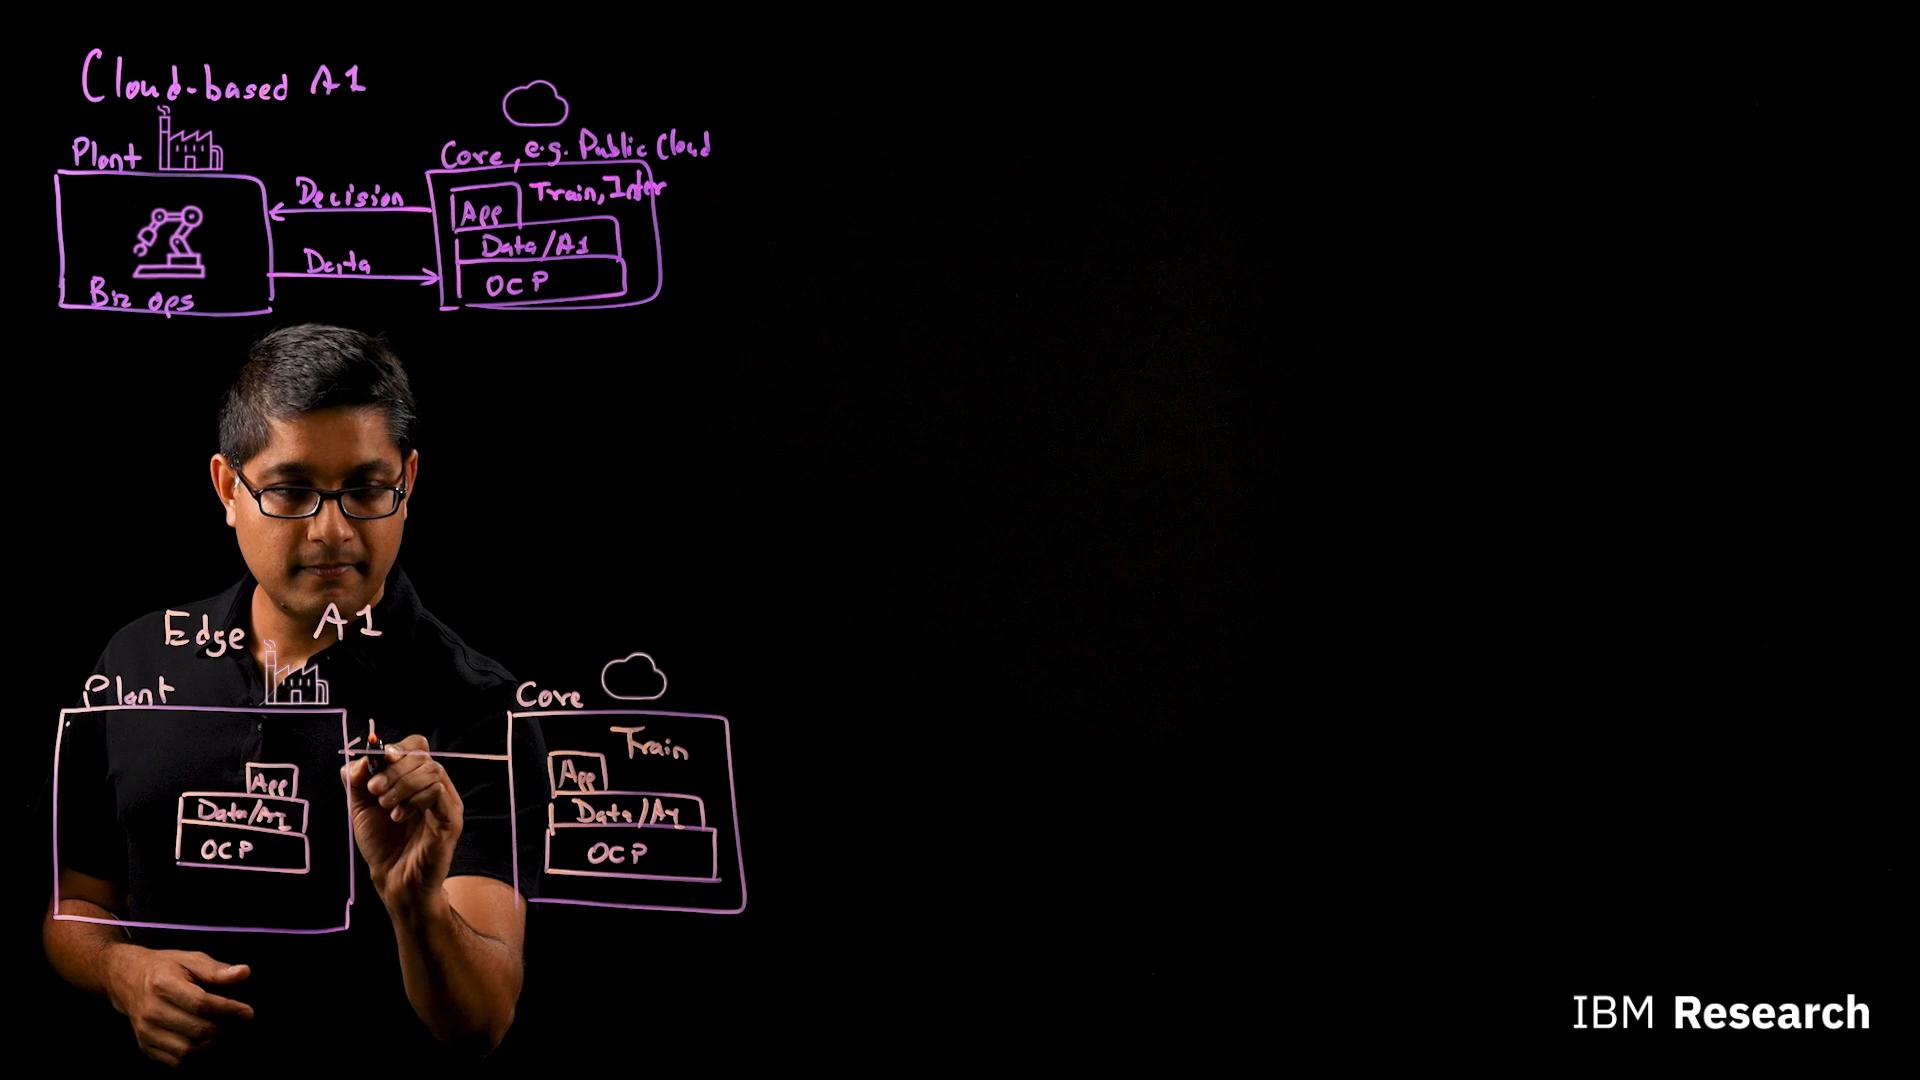 Cloud-based AI
Plant
Core, e.g. Public Cloud
Decision
Train, Infer
App
Data/AI
Data
OCP
Biz ops
Edge AI
Plant
Core
Train
App
App
Data/AI
Data/AI
OCP
OCP
IBM Research